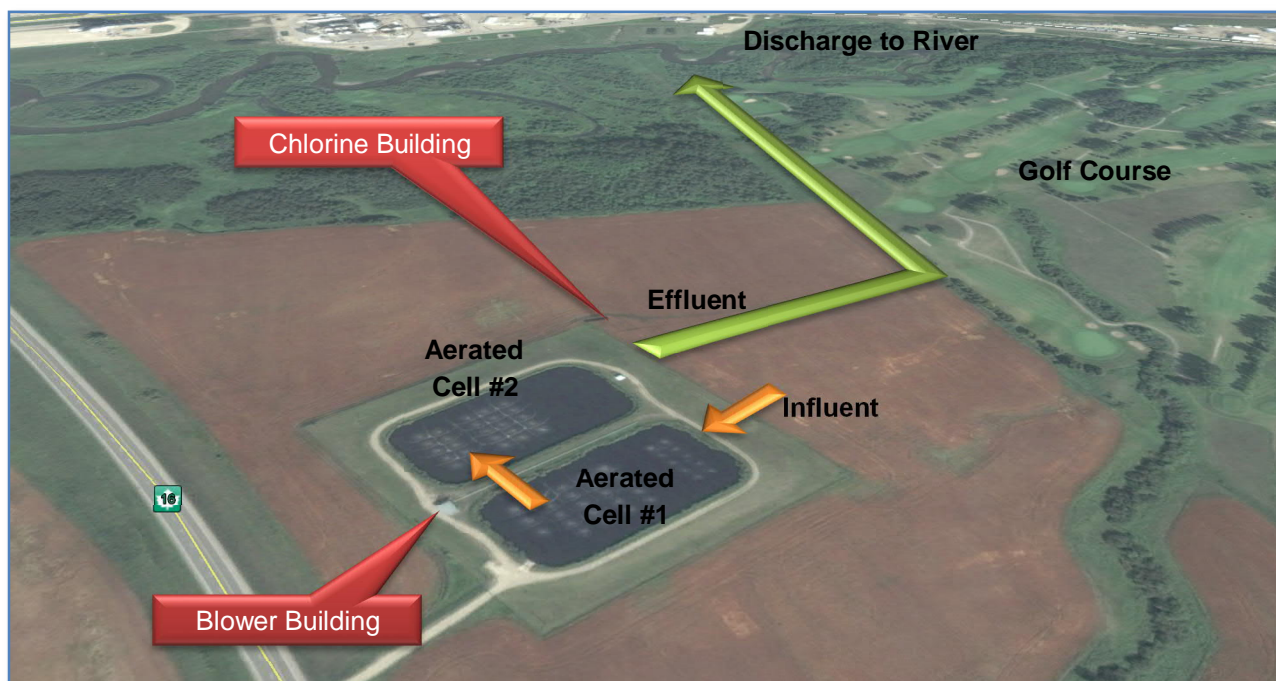 Discharge to River
Chlorine Building
Golf Course
Effluent
Aerated
Cell #2
Influent
Aerated
Cell #1
16
Blower Building